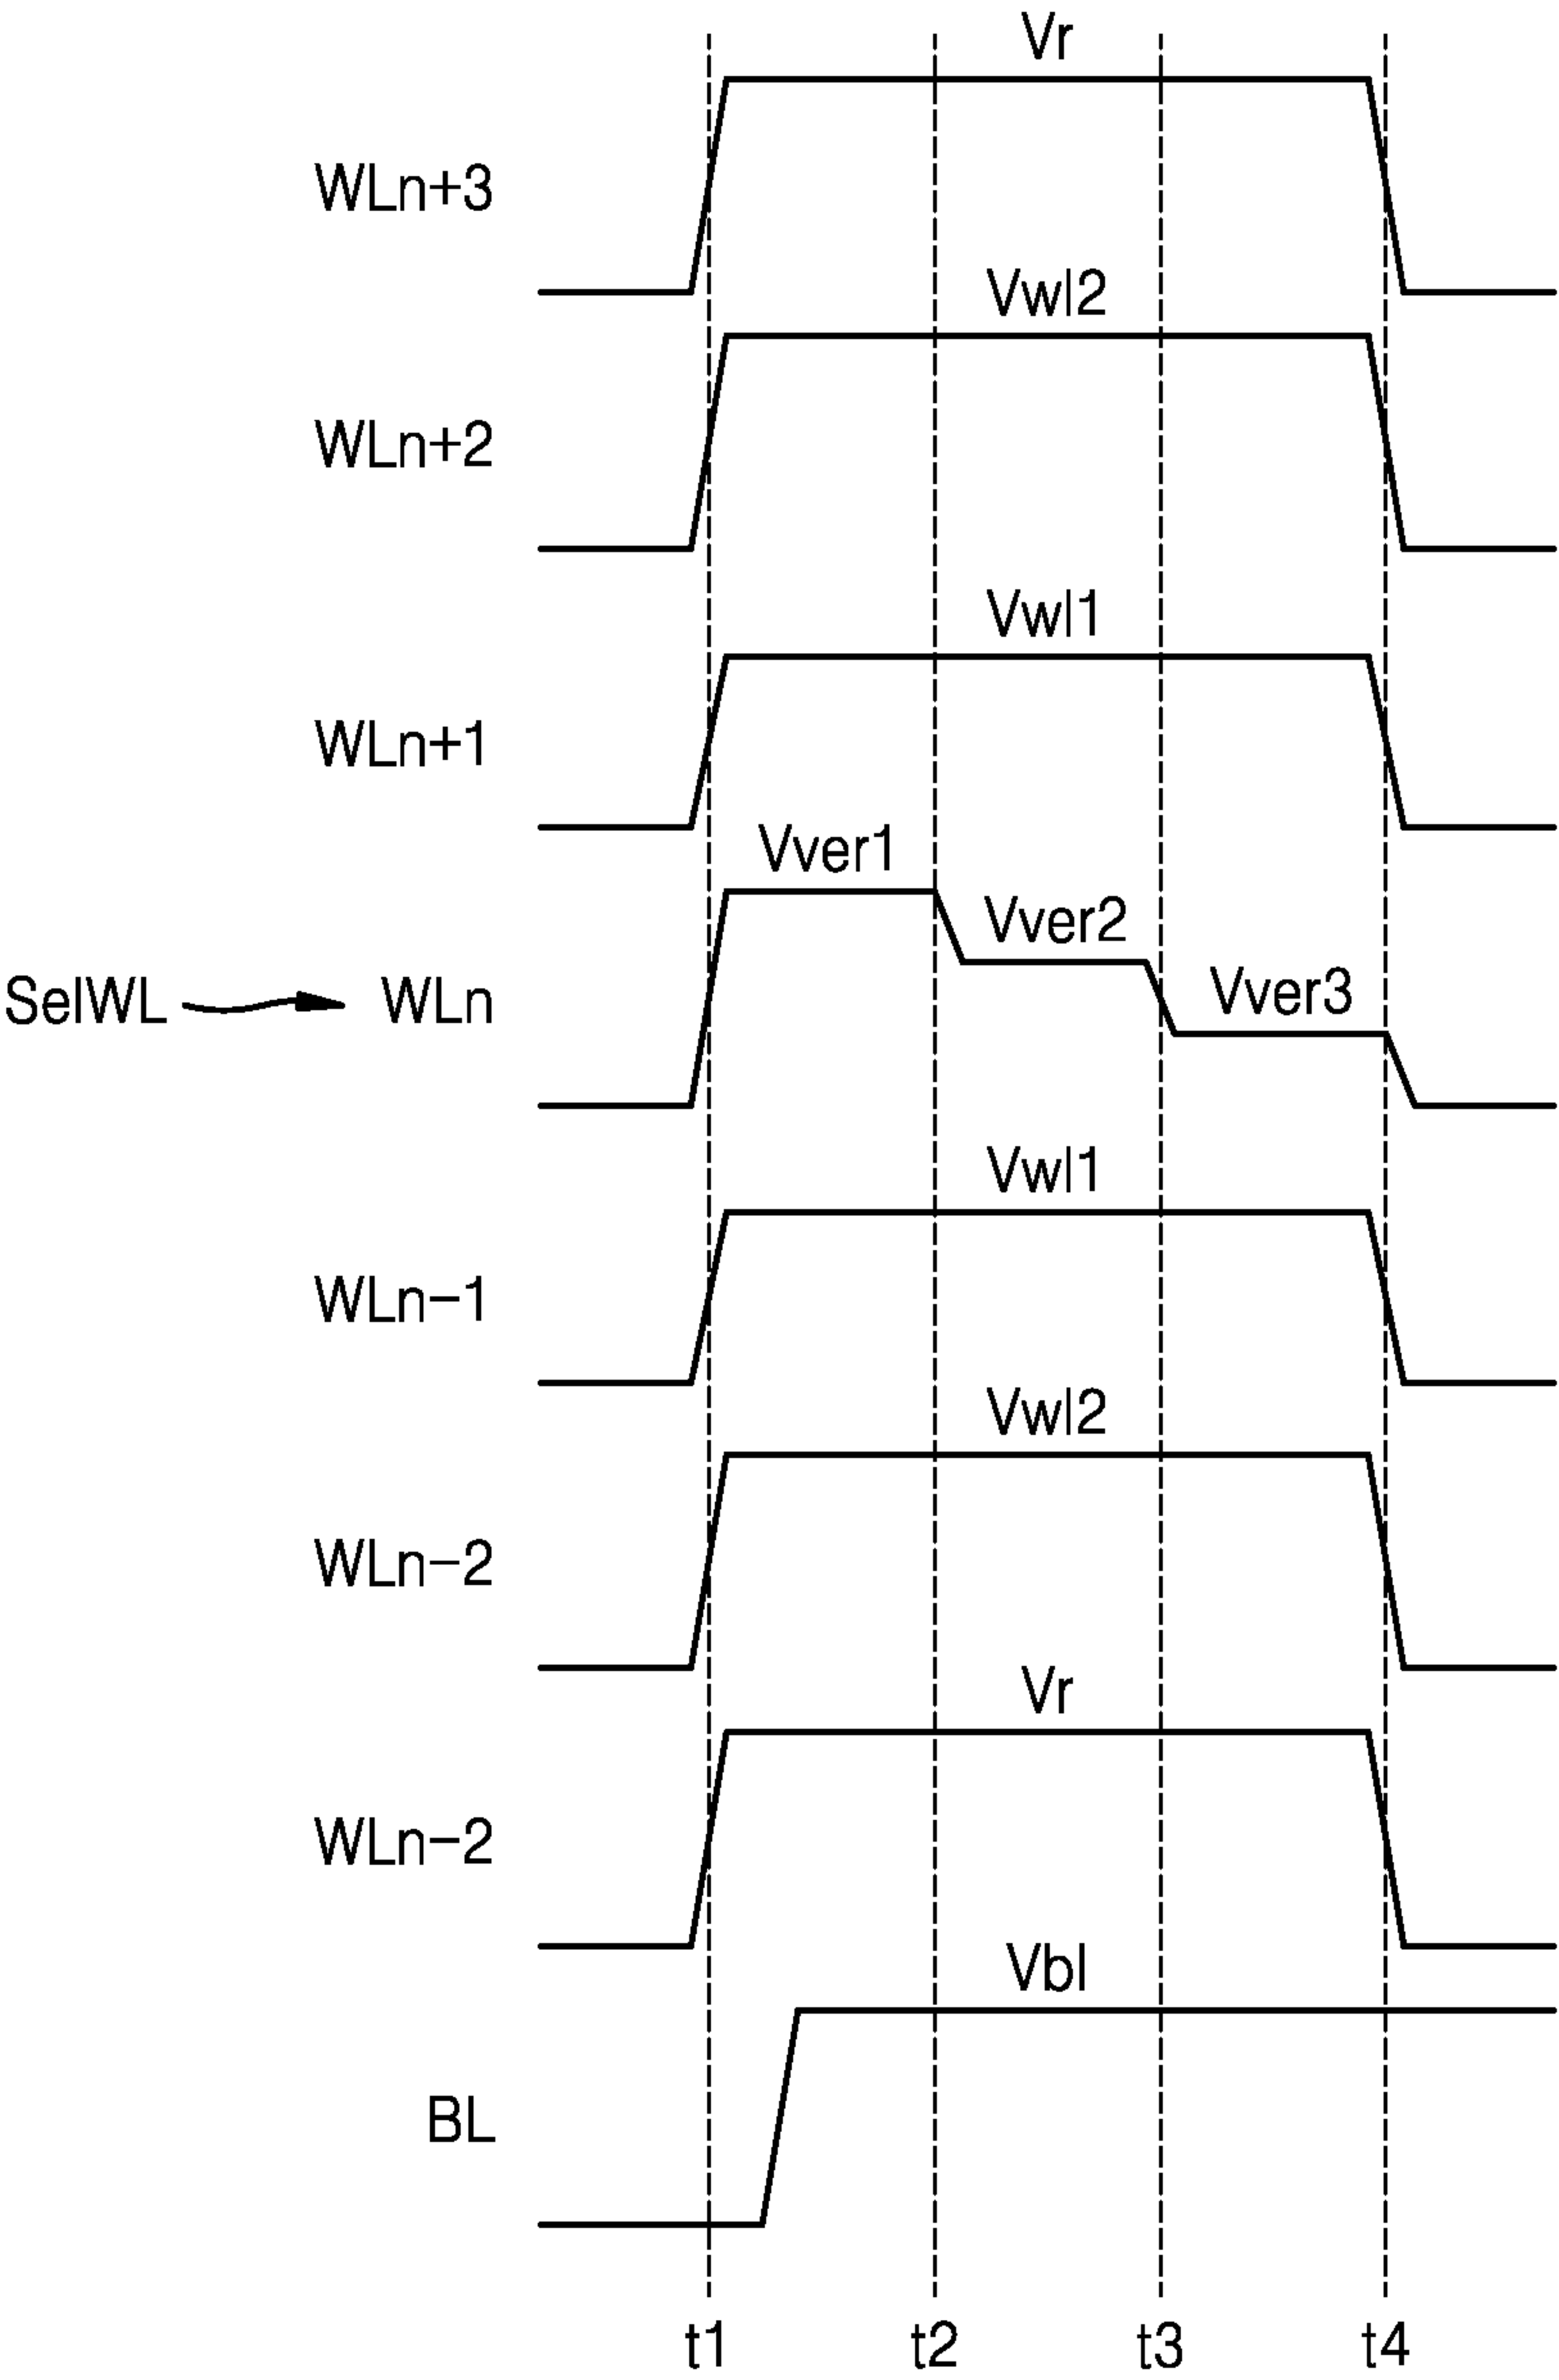 Vr
WLn+3
Vwl2
WLn+2
Vwl1
WLn+1
Vver1
Vver2
SelWL WLn Vver3
Vwl1
WLn-1
Vwl2
WLn-2
Vr
WLn-2
Vbl
BL
t1 t2 t3 t4